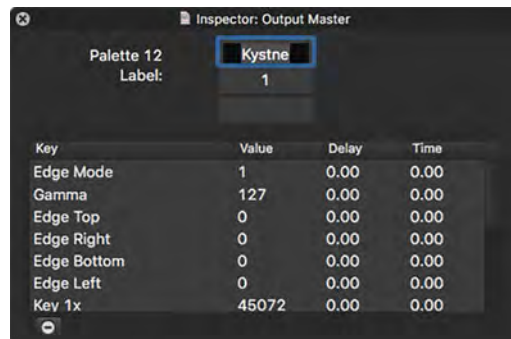 Inspector: Output Master
Palette 12 Kystne
Label: 1
Key Value Delay Time
Edge Mode 1 0.00 0.00
Gamma 127 0.00 0.00
Edge Top 0 0.00 0.00
Edge Right 0 0.00 0.00
Edge Bottom 0 0.00 0.00
Edge Left 0 0.00 0.00
Key 1x 45072 0.00 0.00